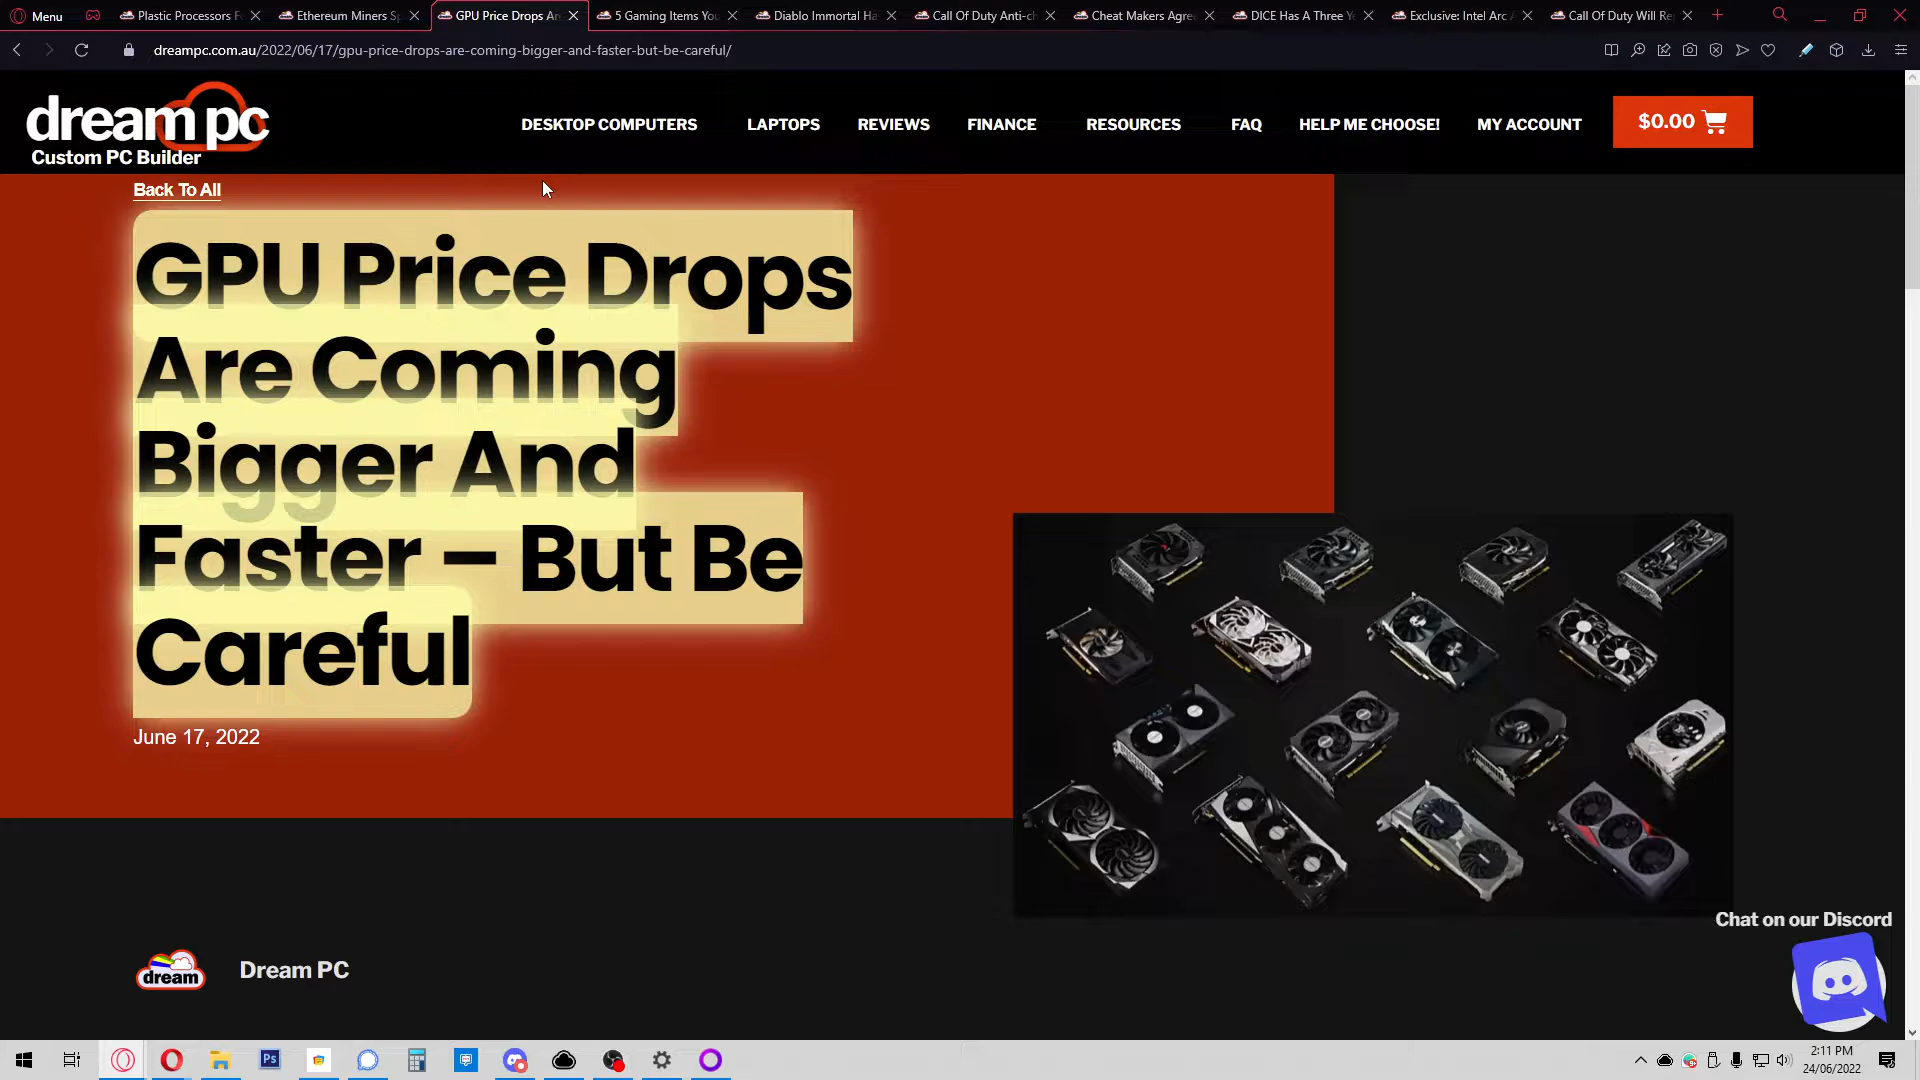 Menu
Plastic Processors F
Ethereum Miners Sp
GPU Price Drops Ar
5 Gaming Items You
Diablo Immortal Ha
Call Of Duty Anti-ch
Cheat Makers Agre
DICE Has A Three Y
Exclusive: Intel Arc A
Call Of Duty Will Re
dreampc.com.au/2022/06/17/gpu-price-drops-are-coming-bigger-and-faster-but-be-careful/
dream pc
Custom PC Builder
DESKTOP COMPUTERS
LAPTOPS
REVIEWS
FINANCE
RESOURCES
FAQ
HELP ME CHOOSE!
MY ACCOUNT
$0.00
Back To All
GPU Price Drops
Are Coming
Bigger And
Faster – But Be
Careful
June 17, 2022
dream
Dream PC
Chat on our Discord
Ps
2:11 PM
24/06/2022